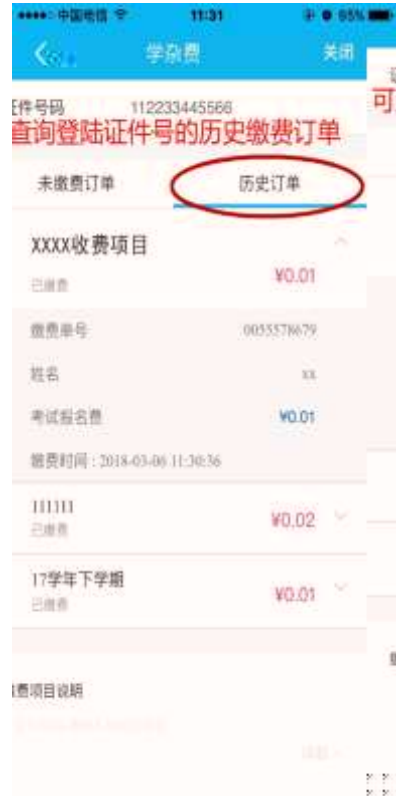 中国电信 11:31 65%
学杂费 关闭
证件号码 112233445566
查询登陆证件号的历史缴费订单
可
未缴费订单 历史订单
XXXX收费项目
已缴费 ¥0.01
缴费单号 0055578679
姓名 xx
考试报名费 ¥0.01
缴费时间 : 2018-03-06 11:30:36
111111
已缴费 ¥0.02
17学年下学期
已缴费 ¥0.01
费项目说明